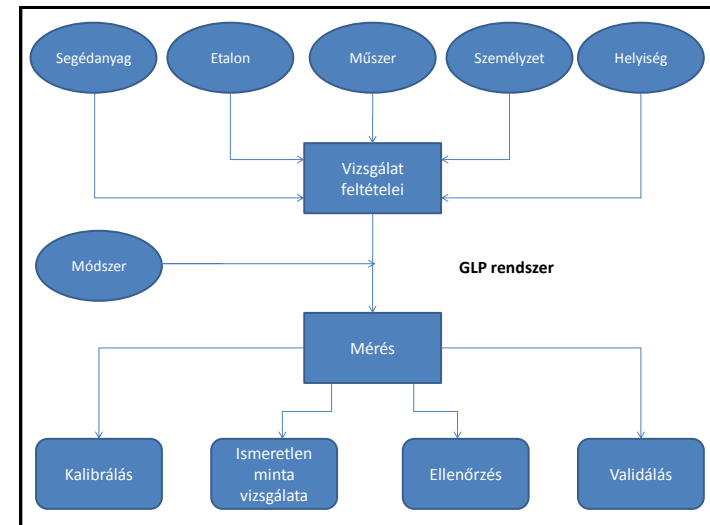 Segédanyag
Etalon
Műszer
Személyzet
Helyiség
Vizsgálat
feltételei
Módszer
GLP rendszer
Mérés
Kalibrálás
Ismeretlen
minta
vizsgálata
Ellenőrzés
Validálás